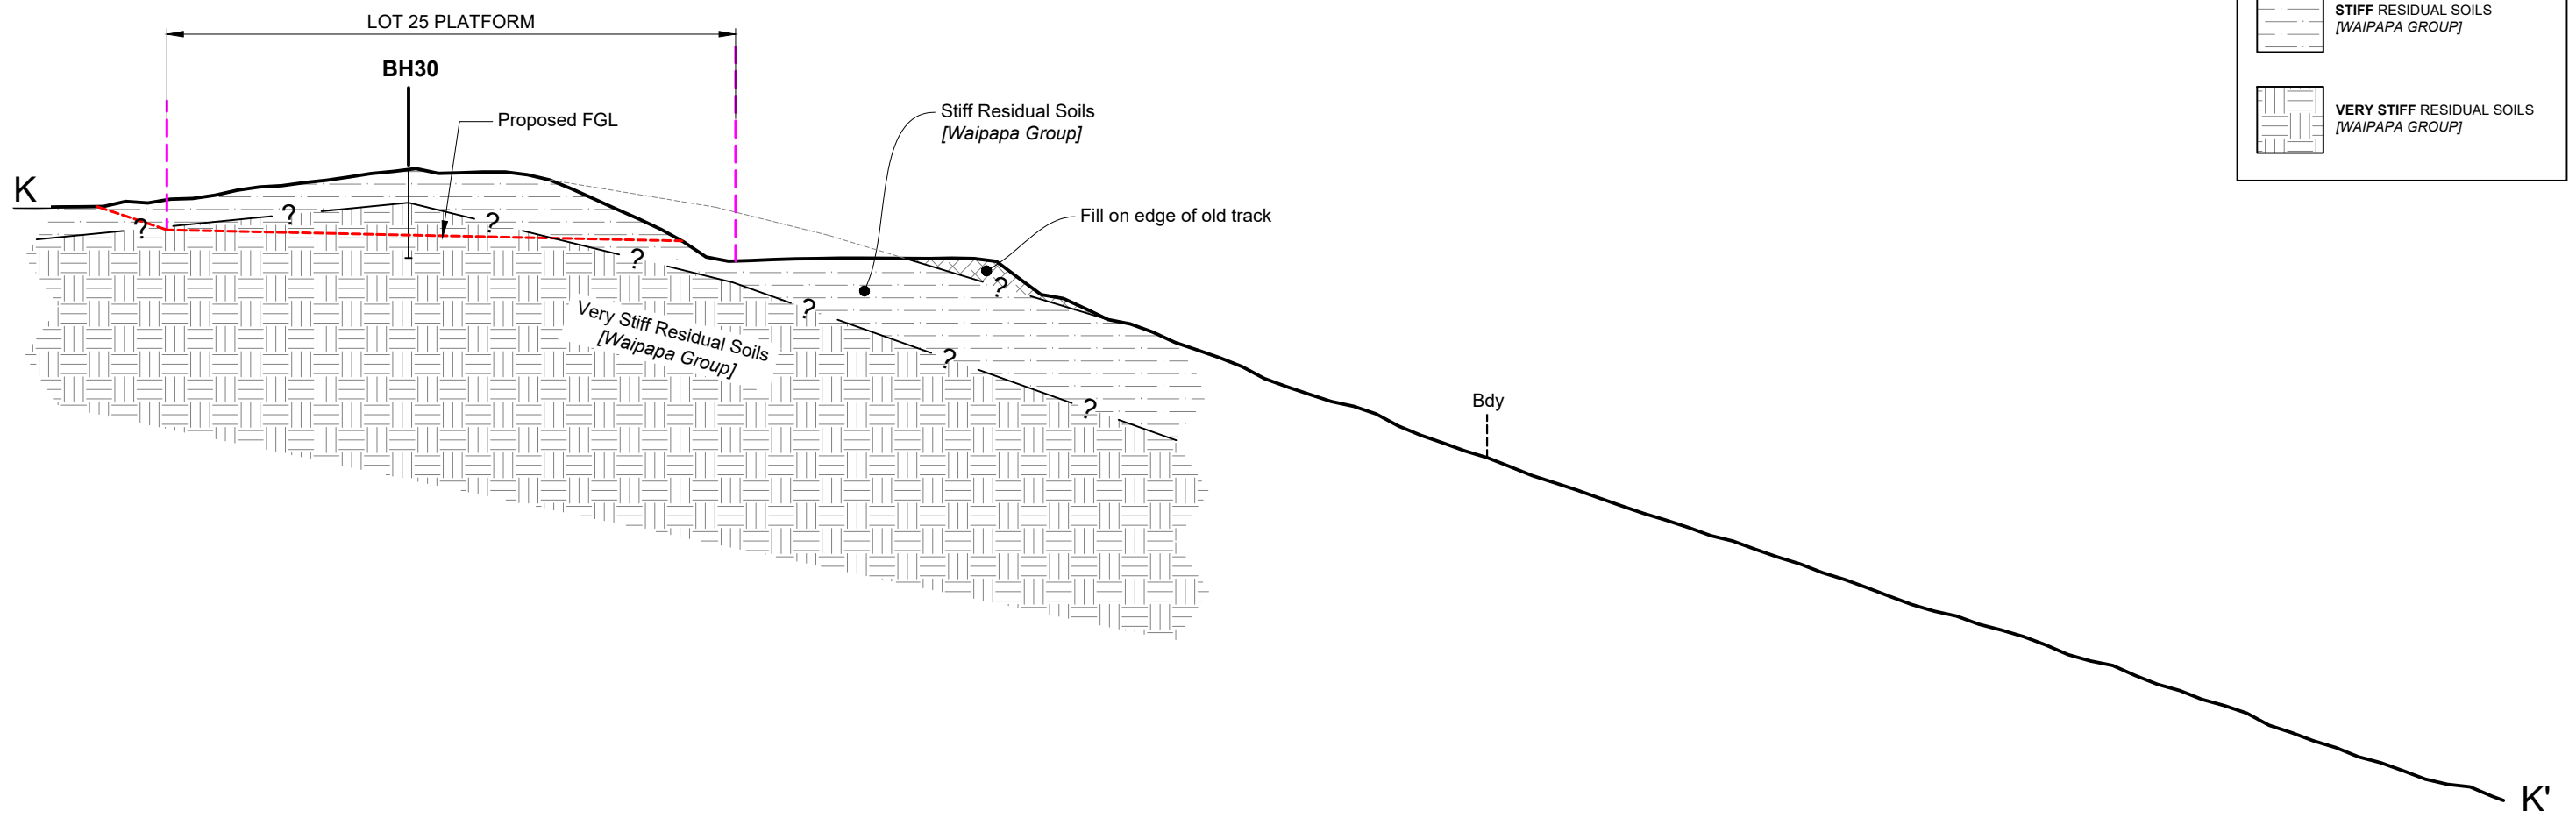 LOT 25 PLATFORM
BH30
Proposed FGL
Stiff Residual Soils
[Waipapa Group]
Fill on edge of old track
K
?
?
?
?
?
?
?
?
Very Stiff Residual Soils
[Waipapa Group]
Bdy
K'
STIFF RESIDUAL SOILS
[WAIPAPA GROUP]
VERY STIFF RESIDUAL SOILS
[WAIPAPA GROUP]